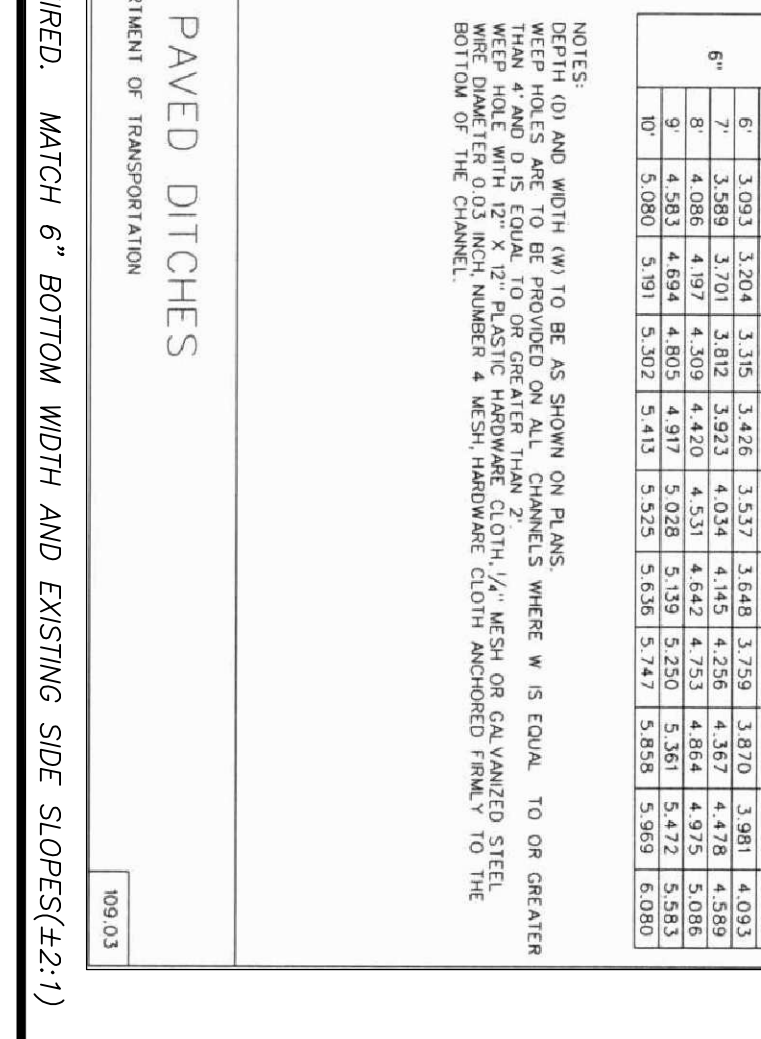 6"
6' 3.093 3.204 3.315 3.426 3.537 3.648 3.759 3.870 3.981 4.093
7' 3.589 3.701 3.812 3.923 4.034 4.145 4.256 4.367 4.478 4.589
8' 4.086 4.197 4.309 4.420 4.531 4.642 4.753 4.864 4.975 5.086
9' 4.583 4.694 4.805 4.917 5.028 5.139 5.250 5.361 5.472 5.583
10' 5.080 5.191 5.302 5.413 5.525 5.636 5.747 5.858 5.969 6.080
NOTES:
DEPTH (D) AND WIDTH (W) TO BE AS SHOWN ON PLANS.
WEEP HOLES ARE TO BE PROVIDED ON ALL CHANNELS WHERE W IS EQUAL TO OR GREATER
THAN 4' AND D IS EQUAL TO OR GREATER THAN 2'.
WEEP HOLE WITH 12" X 12" PLASTIC HARDWARE CLOTH, 1/4" MESH OR GALVANIZED STEEL
WIRE DIAMETER 0.03 INCH, NUMBER 4 MESH, HARDWARE CLOTH ANCHORED FIRMLY TO THE
BOTTOM OF THE CHANNEL.
PAVED DITCHES
RTMENT OF TRANSPORTATION
109.03
IRED. MATCH 6" BOTTOM WIDTH AND EXISTING SIDE SLOPES(±2:1)